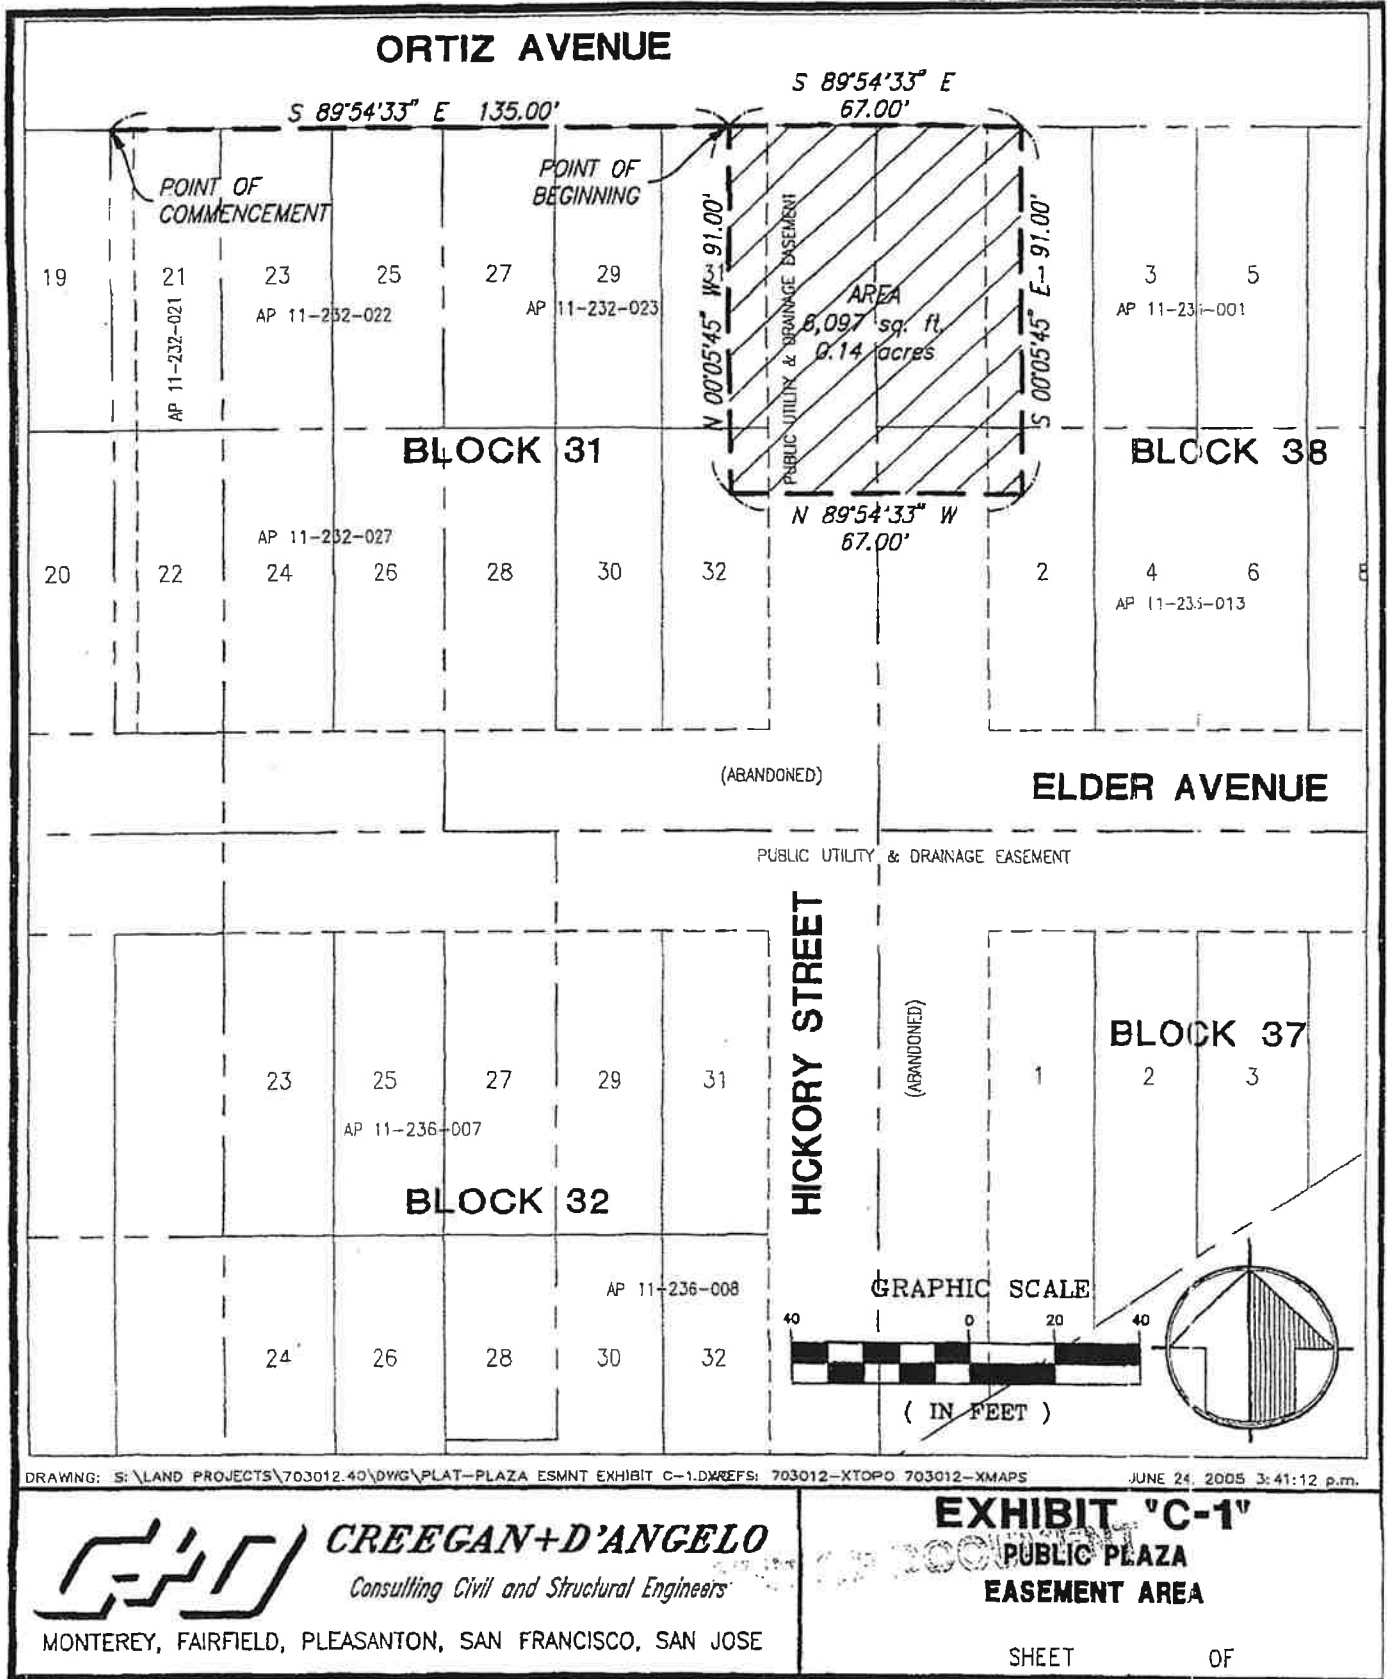 ORTIZ AVENUE
S 89°54'33" E 135.00'
S 89°54'33" E
67.00'
POINT OF
COMMENCEMENT
POINT OF
BEGINNING
N 00°05'45" W 91.00'
PUBLIC UTILITY & DRAINAGE EASEMENT
S 00°05'45" E 91.00'
19
21
23
25
27
29
31
3
5
AP 11-232-021
AP 11-232-022
AP 11-232-023
AREA
6,097 sq. ft.
0.14 acres
BLOCK 31
BLOCK 38
N 89°54'33" W
67.00'
AP 11-232-027
20
22
24
26
28
30
32
2
4
6
8
(ABANDONED)
ELDER AVENUE
PUBLIC UTILITY & DRAINAGE EASEMENT
HICKORY STREET
(ABANDONED)
BLOCK 37
23
25
27
29
31
1
2
3
AP 11-236-007
BLOCK 32
AP 11-236-008
24
26
28
30
32
GRAPHIC SCALE
40 0 20 40
( IN FEET )
DRAWING: S:\LAND PROJECTS\703012.40\DWG\PLAT-PLAZA ESMNT EXHIBIT C-1.DWG XREFS: 703012-XTOPO 703012-XMAPS JUNE 24, 2005 3:41:12 p.m.
C+D CREEGAN+D'ANGELO
Consulting Civil and Structural Engineers
MONTEREY, FAIRFIELD, PLEASANTON, SAN FRANCISCO, SAN JOSE
EXHIBIT "C-1"
PUBLIC PLAZA
EASEMENT AREA
SHEET OF